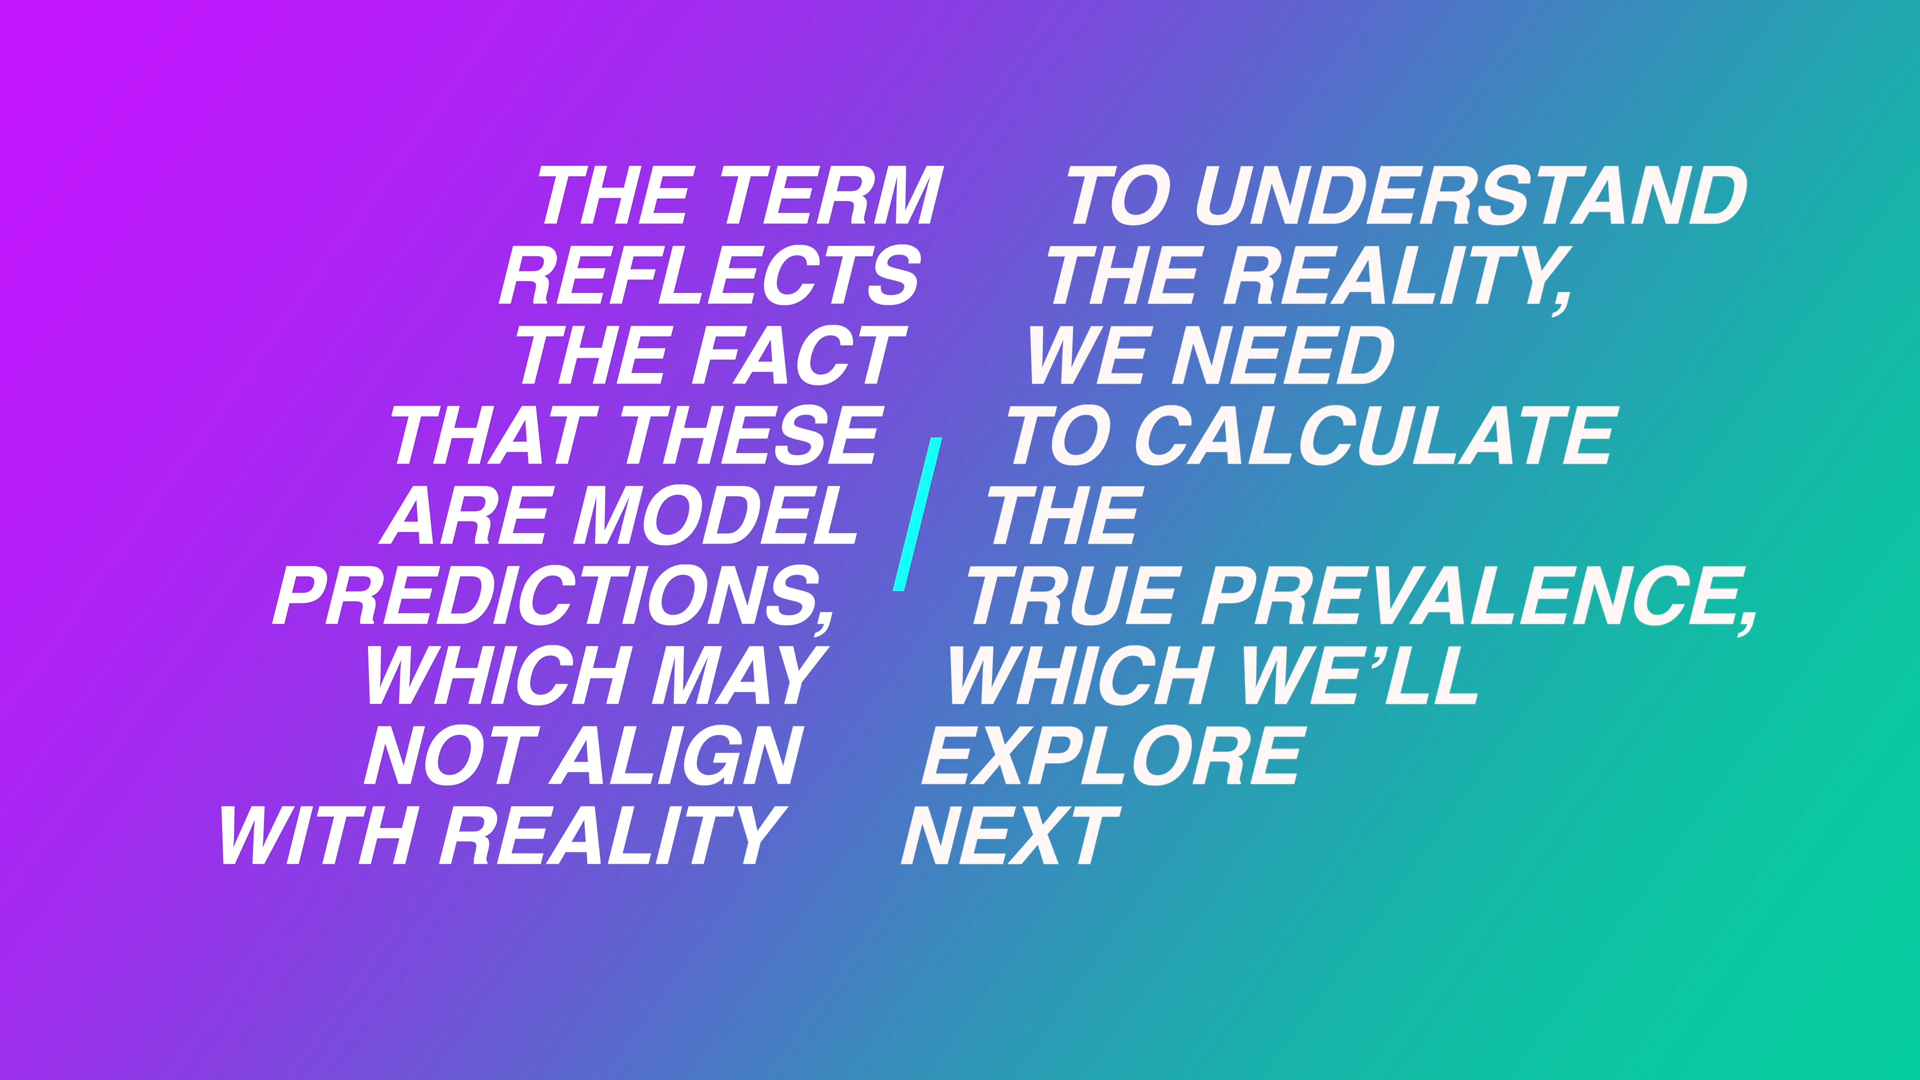 THE TERM
REFLECTS
THE FACT
THAT THESE
ARE MODEL
PREDICTIONS,
WHICH MAY
NOT ALIGN
WITH REALITY
TO UNDERSTAND
THE REALITY,
WE NEED
TO CALCULATE
THE
TRUE PREVALENCE,
WHICH WE’LL
EXPLORE
NEXT